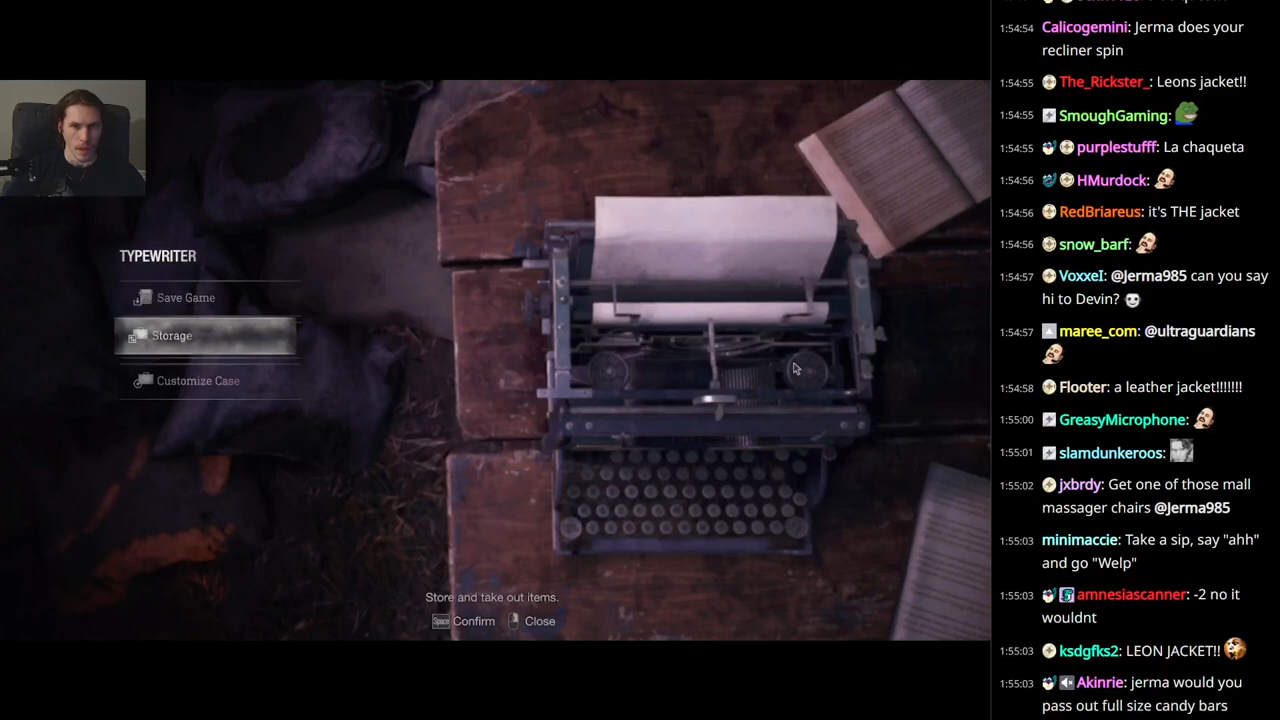 TYPEWRITER
Save Game
Storage
Customize Case
Store and take out items.
Space Confirm Close
1:54:54 Calicogemini: Jerma does your
recliner spin
1:54:55 The_Rickster_: Leons jacket!!
1:54:55 SmoughGaming:
1:54:55 purplestufff: La chaqueta
1:54:56 HMurdock:
1:54:56 RedBriareus: it's THE jacket
1:54:56 snow_barf:
1:54:57 VoxxeI: @Jerma985 can you say
hi to Devin?
1:54:57 maree_com: @ultraguardians
1:54:58 Flooter: a leather jacket!!!!!!!
1:55:00 GreasyMicrophone:
1:55:01 slamdunkeroos:
1:55:02 jxbrdy: Get one of those mall
massager chairs @Jerma985
1:55:03 minimaccie: Take a sip, say "ahh"
and go "Welp"
1:55:03 amnesiascanner: -2 no it
wouldnt
1:55:03 ksdgfks2: LEON JACKET!!
1:55:03 Akinrie: jerma would you
pass out full size candy bars